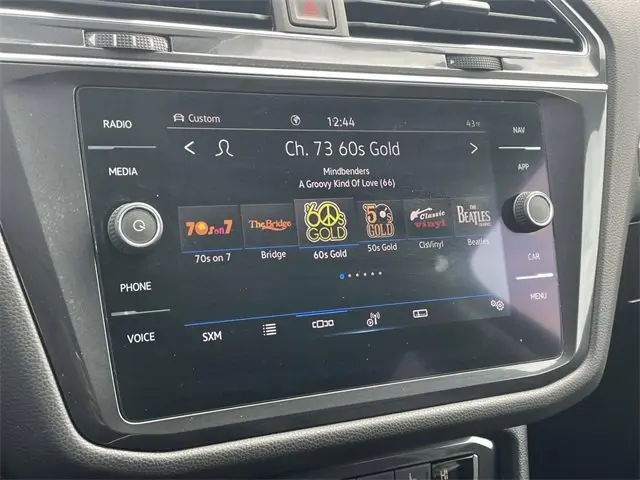 RADIO
MEDIA
PHONE
VOICE
Custom
12:44
43°F
Ch. 73 60s Gold
Mindbenders
A Groovy Kind Of Love (66)
70s on 7
The Bridge
60s GOLD
50s GOLD
Classic vinyl
THE BEATLES
70s on 7
Bridge
60s Gold
50s Gold
ClsVinyl
Beatles
SXM
NAV
APP
CAR
MENU